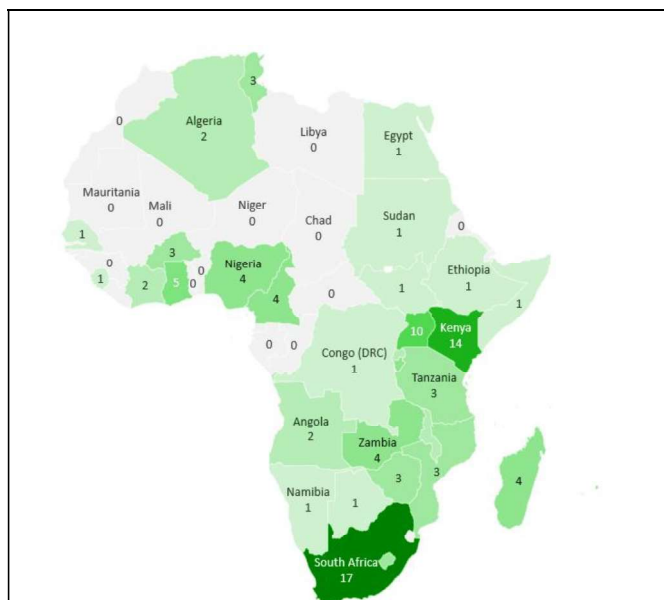 3
Algeria
2
0
Libya
0
Egypt
1
Mauritania
0
Mali
0
Niger
0
Chad
0
Sudan
1
0
1
0
3
0
Nigeria
4
Ethiopia
1
1
2
5
0
4
0
1
1
0
0
10
Kenya
14
Congo (DRC)
1
Tanzania
3
Angola
2
Zambia
4
3
3
4
Namibia
1
1
South Africa
17